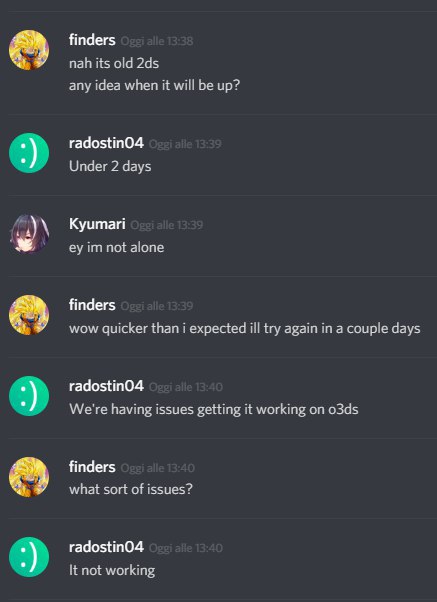 finders Oggi alle 13:38
nah its old 2ds
any idea when it will be up?
:)
radostin04 Oggi alle 13:39
Under 2 days
Kyumari Oggi alle 13:39
ey im not alone
finders Oggi alle 13:39
wow quicker than i expected ill try again in a couple days
:)
radostin04 Oggi alle 13:40
We're having issues getting it working on o3ds
finders Oggi alle 13:40
what sort of issues?
:)
radostin04 Oggi alle 13:40
It not working